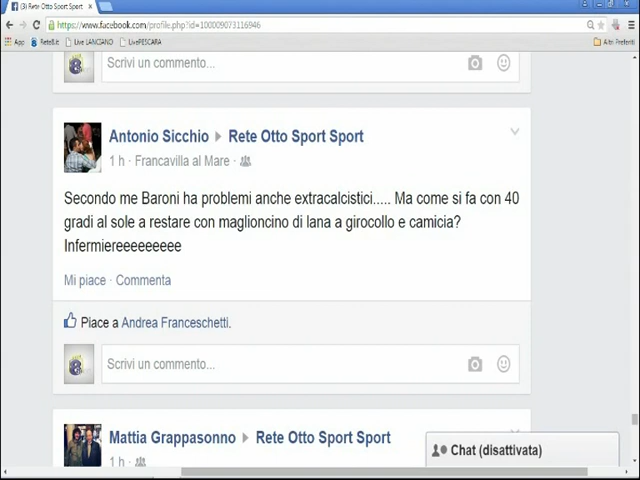 (3) Rete Otto Sport Sport
https://www.facebook.com/profile.php?id=100009073116946
App Rete8.it Live LANCIANO LivePESCARA Altri Preferiti
Scrivi un commento...
Antonio Sicchio Rete Otto Sport Sport
1 h · Francavilla al Mare ·
Secondo me Baroni ha problemi anche extracalcistici..... Ma come si fa con 40
gradi al sole a restare con maglioncino di lana a girocollo e camicia?
Infermiereeeeeeeee
Mi piace · Commenta
Piace a Andrea Franceschetti.
Scrivi un commento...
Mattia Grappasonno Rete Otto Sport Sport
1 h ·
Chat (disattivata)